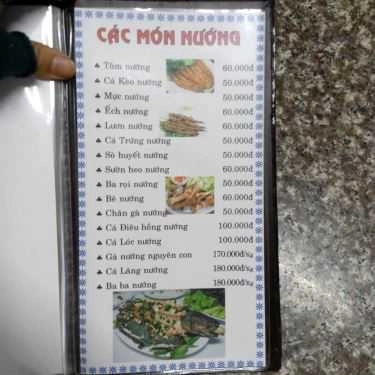 CÁC MÓN NƯỚNG
♣ Tôm nướng 60.000đ
♣ Cá Kèo nướng 50.000đ
♣ Mực nướng 50.000đ
♣ Ếch nướng 60.000đ
♣ Lươn nướng 60.000đ
♣ Cá Trứng nướng 50.000đ
♣ Sò huyết nướng 50.000đ
♣ Sườn heo nướng 60.000đ
♣ Ba rọi nướng 50.000đ
♣ Bê nướng 60.000đ
♣ Chân gà nướng 50.000đ
♣ Cá Điêu hồng nướng 100.000đ
♣ Cá Lóc nướng 100.000đ
♣ Gà nướng nguyên con 170.000đ/kg
♣ Cá Lăng nướng 180.000đ/kg
♣ Ba ba nướng 180.000đ/kg